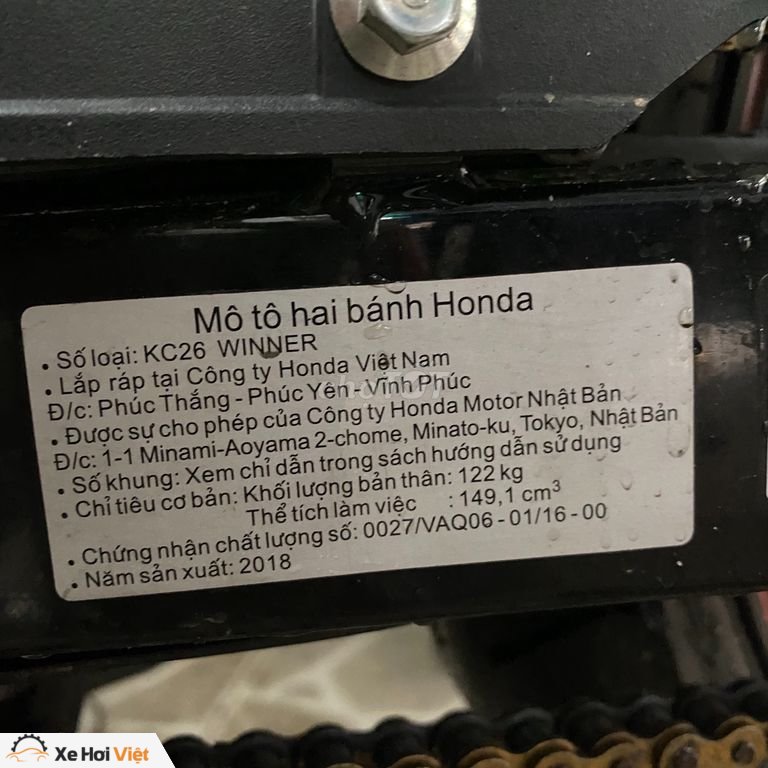 Mô tô hai bánh Honda
• Số loại: KC26 WINNER
• Lắp ráp tại Công ty Honda Việt Nam
Đ/c: Phúc Thắng - Phúc Yên - Vĩnh Phúc
• Được sự cho phép của Công ty Honda Motor Nhật Bản
Đ/c: 1-1 Minami-Aoyama 2-chome, Minato-ku, Tokyo, Nhật Bản
• Số khung: Xem chỉ dẫn trong sách hướng dẫn sử dụng
• Chỉ tiêu cơ bản: Khối lượng bản thân: 122 kg
Thể tích làm việc : 149,1 cm³
• Chứng nhận chất lượng số: 0027/VAQ06 - 01/16 - 00
• Năm sản xuất: 2018
Xe Hơi Việt